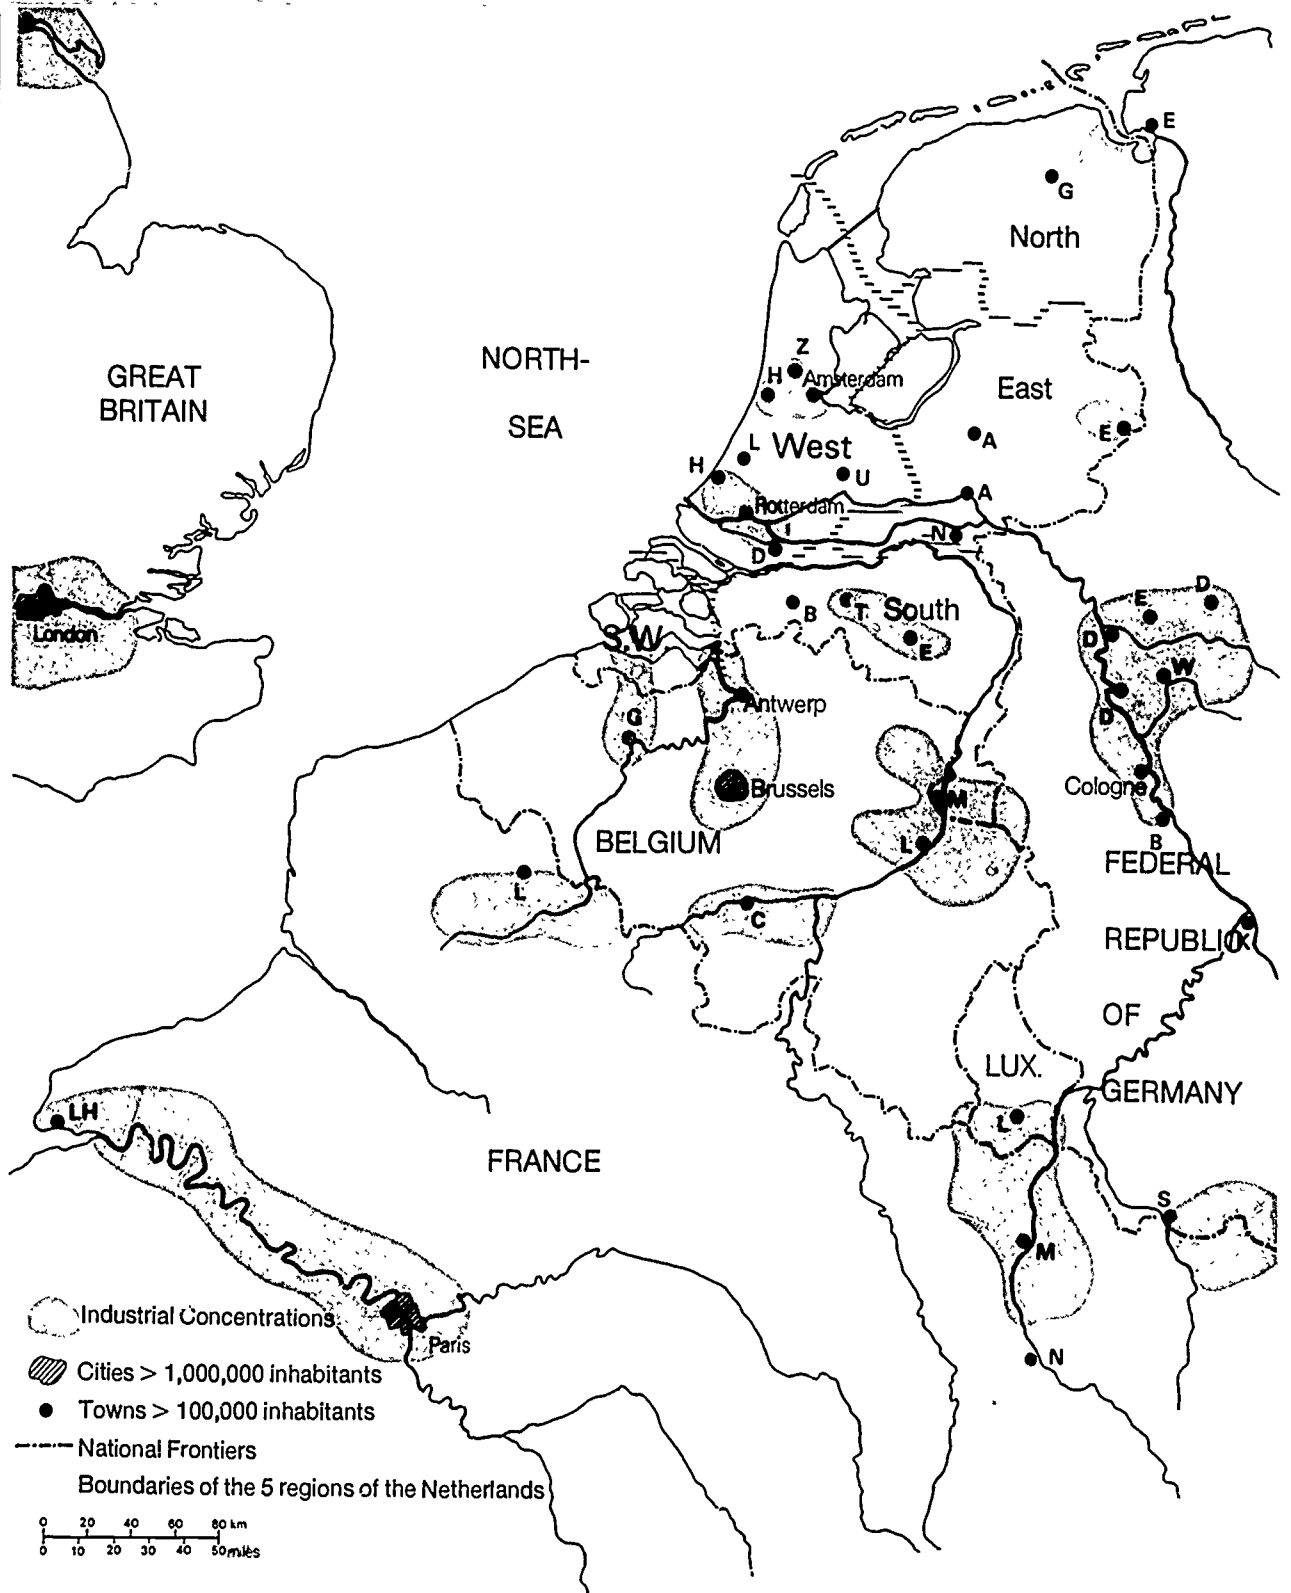 E
G
North
Z
H
Amsterdam
East
E
A
L
West
H
U
A
Rotterdam
N
D
GREAT
BRITAIN
NORTH-
SEA
London
B
T
South
E
S.W
E
D
D
W
D
G
Antwerp
Brussels
M
Cologne
B
BELGIUM
L
L
C
FEDERAL
REPUBLIK
OF
GERMANY
LUX.
L
LH
FRANCE
S
M
N
Paris
Industrial Concentrations
Cities > 1,000,000 inhabitants
Towns > 100,000 inhabitants
National Frontiers
Boundaries of the 5 regions of the Netherlands
0 20 40 60 80 km
0 10 20 30 40 50 miles